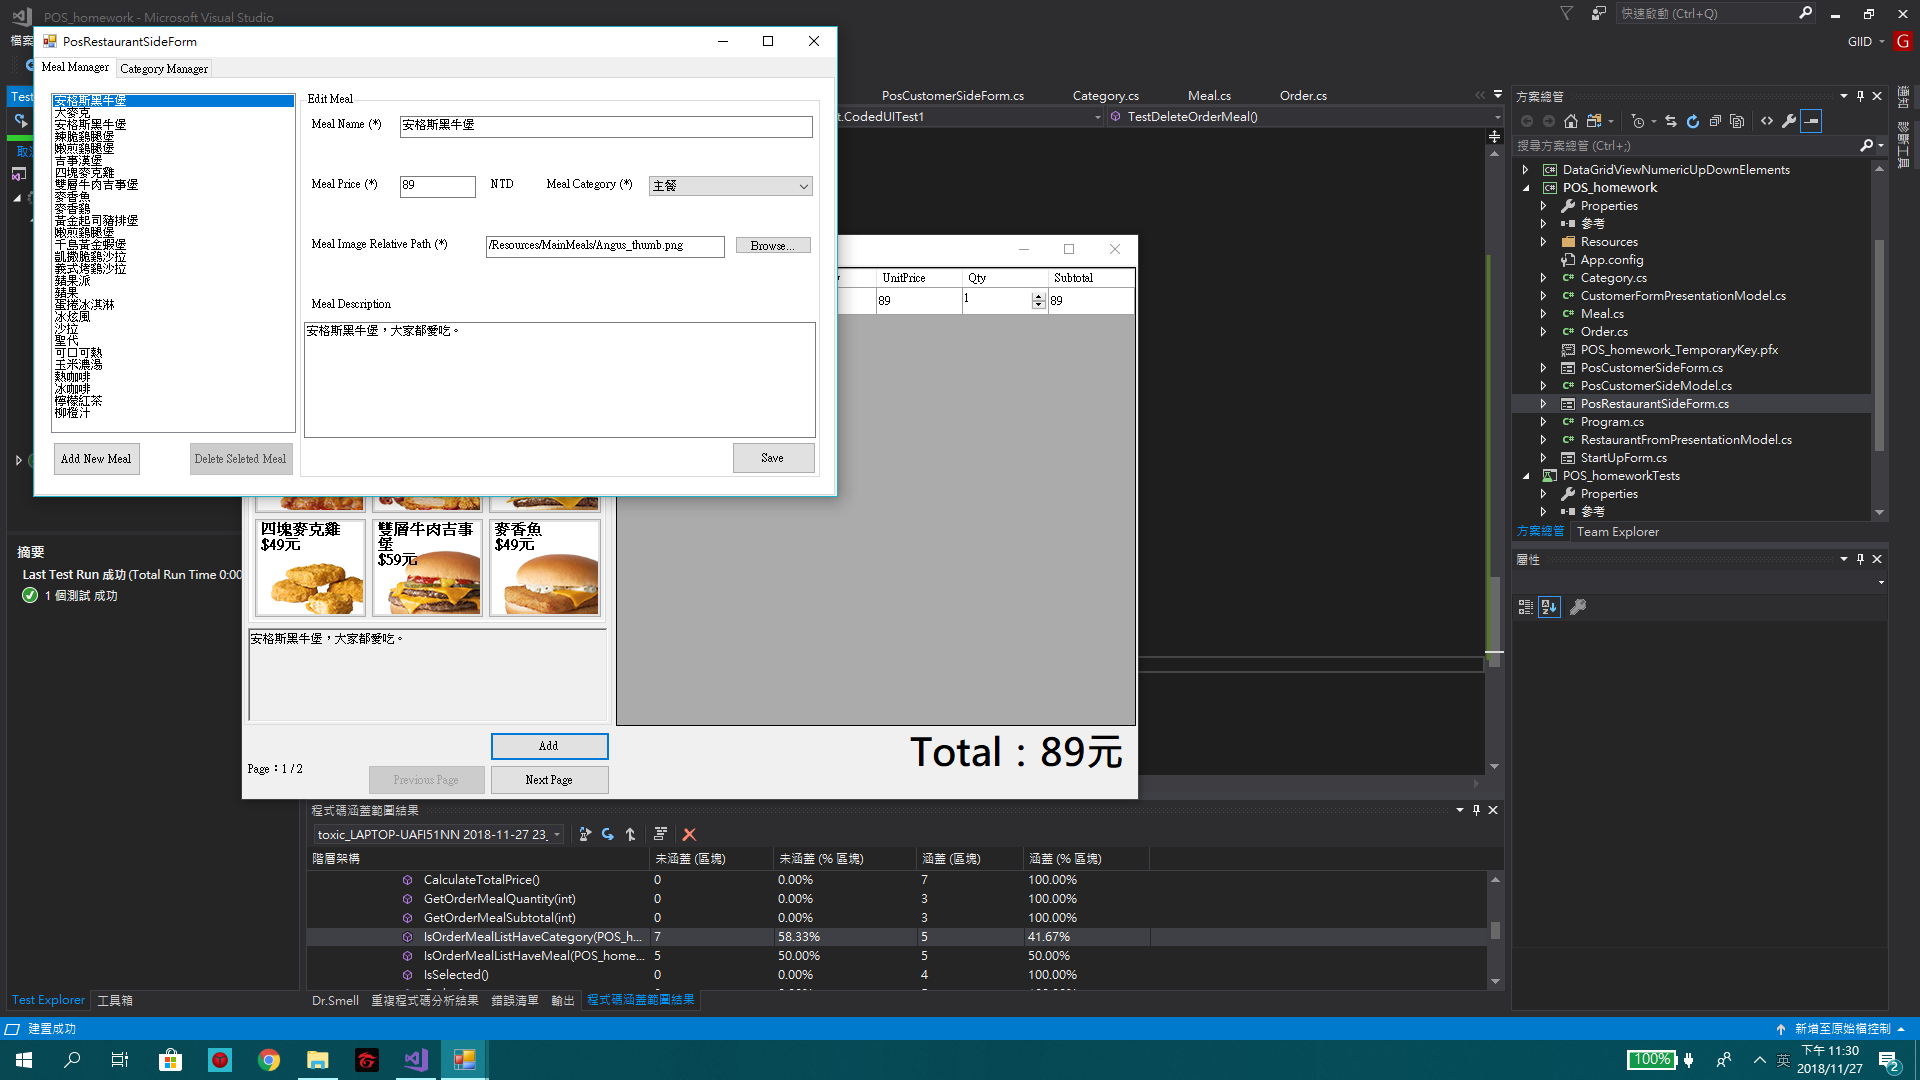 POS_homework - Microsoft Visual Studio
快速啟動 (Ctrl+Q)
檔案
GIID
G
PosRestaurantSideForm
Meal Manager
Category Manager
安格斯黑牛堡
大麥克
安格斯黑牛堡
辣脆雞腿堡
嫩煎雞腿堡
吉事漢堡
四塊麥克雞
雙層牛肉吉事堡
麥香魚
麥香雞
黃金起司豬排堡
嫩煎雞腿堡
千島黃金蝦堡
凱撒脆雞沙拉
義式烤雞沙拉
蘋果派
蘋果
蛋捲冰淇淋
冰炫風
沙拉
聖代
可口可熱
玉米濃湯
熱咖啡
冰咖啡
檸檬紅茶
柳橙汁
Add New Meal
Delete Seleted Meal
Edit Meal
Meal Name (*)
安格斯黑牛堡
Meal Price (*)
89
NTD
Meal Category (*)
主餐
Meal Image Relative Path (*)
/Resources/MainMeals/Angus_thumb.png
Browse...
Meal Description
安格斯黑牛堡，大家都愛吃。
Save
Test
取消
PosCustomerSideForm.cs
Category.cs
Meal.cs
Order.cs
t.CodedUITest1
TestDeleteOrderMeal()
UnitPrice
Qty
Subtotal
89
1
89
四塊麥克雞
$49元
雙層牛肉吉事堡
$59元
麥香魚
$49元
安格斯黑牛堡，大家都愛吃。
Add
Page：1 / 2
Previous Page
Next Page
Total：89元
摘要
Last Test Run 成功 (Total Run Time 0:00
1 個測試 成功
Test Explorer
工具箱
程式碼涵蓋範圍結果
toxic_LAPTOP-UAFI51NN 2018-11-27 23_
階層架構
未涵蓋 (區塊)
未涵蓋 (% 區塊)
涵蓋 (區塊)
涵蓋 (% 區塊)
CalculateTotalPrice() 0 0.00% 7 100.00%
GetOrderMealQuantity(int) 0 0.00% 3 100.00%
GetOrderMealSubtotal(int) 0 0.00% 3 100.00%
IsOrderMealListHaveCategory(POS_h... 7 58.33% 5 41.67%
IsOrderMealListHaveMeal(POS_home... 5 50.00% 5 50.00%
IsSelected() 0 0.00% 4 100.00%
Dr.Smell
重複程式碼分析結果
錯誤清單
輸出
程式碼涵蓋範圍結果
方案總管
搜尋方案總管 (Ctrl+;)
DataGridViewNumericUpDownElements
POS_homework
Properties
參考
Resources
App.config
Category.cs
CustomerFormPresentationModel.cs
Meal.cs
Order.cs
POS_homework_TemporaryKey.pfx
PosCustomerSideForm.cs
PosCustomerSideModel.cs
PosRestaurantSideForm.cs
Program.cs
RestaurantFromPresentationModel.cs
StartUpForm.cs
POS_homeworkTests
Properties
參考
方案總管
Team Explorer
屬性
通知
診斷工具
建置成功
新增至原始檔控制
100%
英
下午 11:30
2018/11/27
2